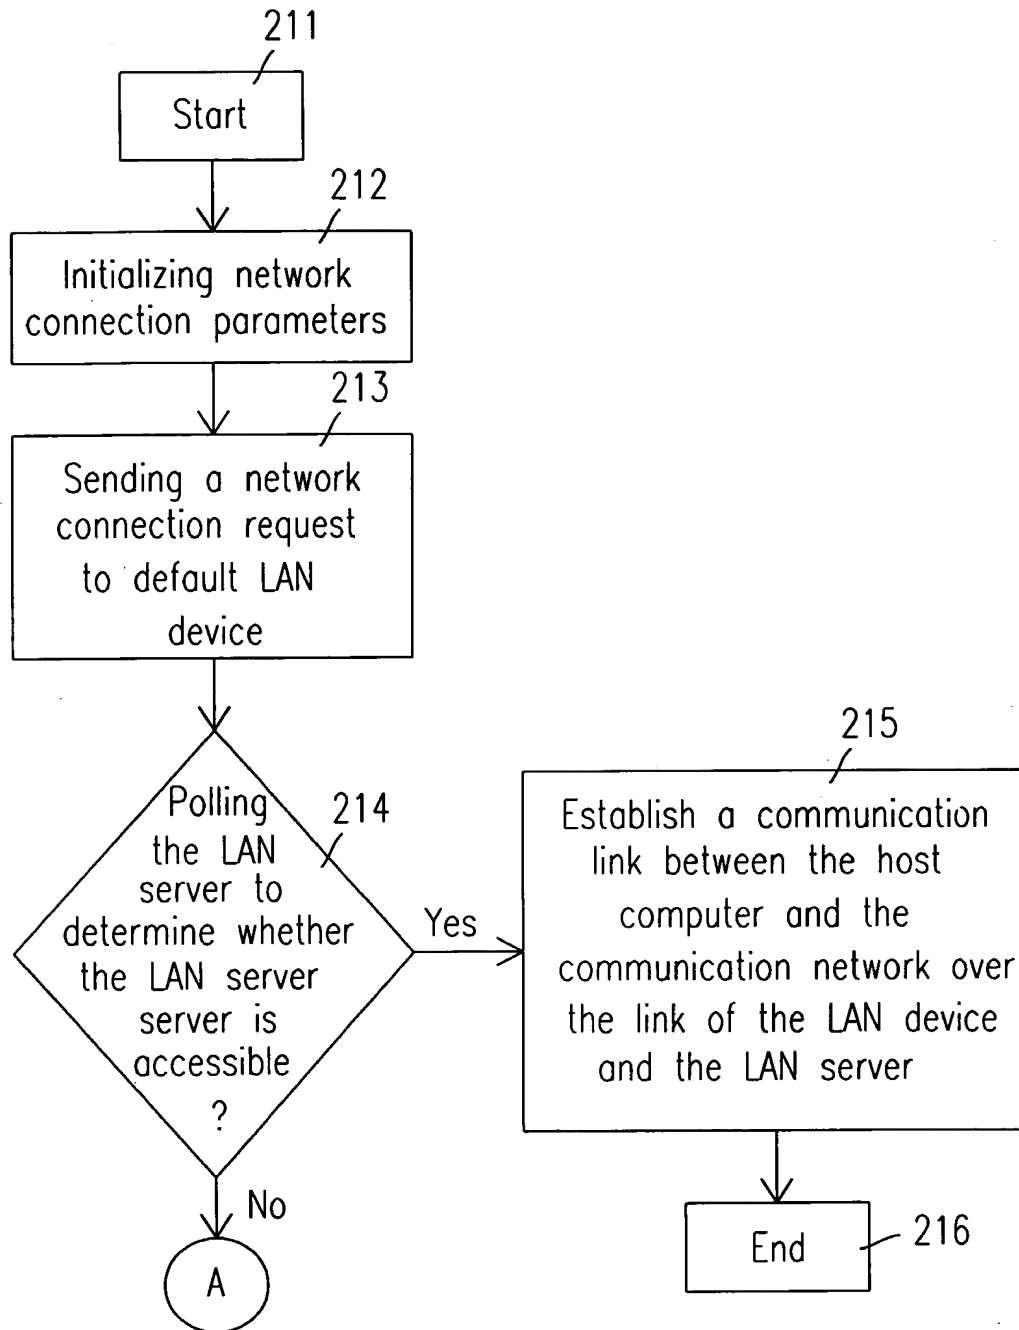 211
Start
212
Initializing network
connection parameters
213
Sending a network
connection request
to default LAN
device
Polling
the LAN
server to
determine whether
the LAN server
server is
accessible
?
214
Yes
No
A
215
Establish a communication
link between the host
computer and the
communication network over
the link of the LAN device
and the LAN server
End
216